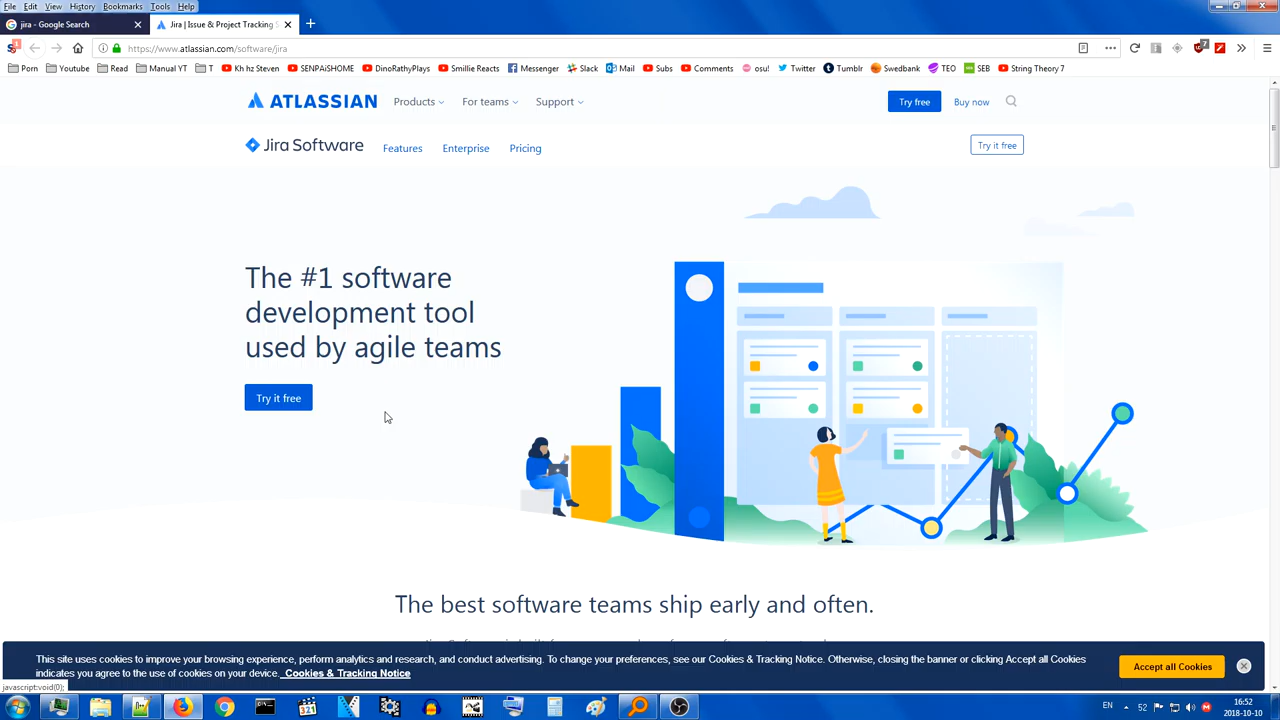 File Edit View History Bookmarks Tools Help
jira - Google Search
Jira | Issue & Project Tracking S
1
https://www.atlassian.com/software/jira
7
Porn Youtube Read Manual YT T Kh hz Steven SENPAiSHOME DinoRathyPlays Smillie Reacts Messenger Slack Mail Subs Comments osu! Twitter Tumblr Swedbank TEO SEB String Theory 7
ATLASSIAN Products For teams Support Try free Buy now
Jira Software Features Enterprise Pricing Try it free
The #1 software
development tool
used by agile teams
Try it free
The best software teams ship early and often.
This site uses cookies to improve your browsing experience, perform analytics and research, and conduct advertising. To change your preferences, see our Cookies & Tracking Notice. Otherwise, closing the banner or clicking Accept all Cookies
indicates you agree to the use of cookies on your device. Cookies & Tracking Notice
Accept all Cookies
javascript:void(0);
EN 52 16:52
2018-10-10